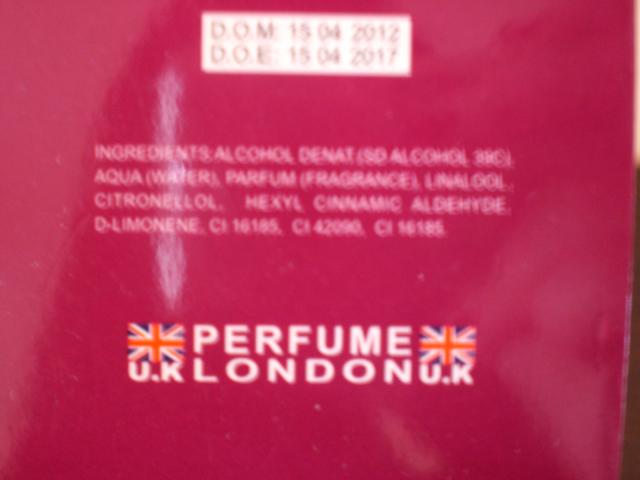 D.O.M: 15 04 2012
D.O.E: 15 04 2017
INGREDIENTS:ALCOHOL DENAT.(SD ALCOHOL 39C),
AQUA (WATER), PARFUM (FRAGRANCE), LINALOOL,
CITRONELLOL, HEXYL CINNAMIC ALDEHYDE,
D-LIMONENE, CI 16185, CI 42090, CI 16185.
PERFUME
U.K LONDON U.K